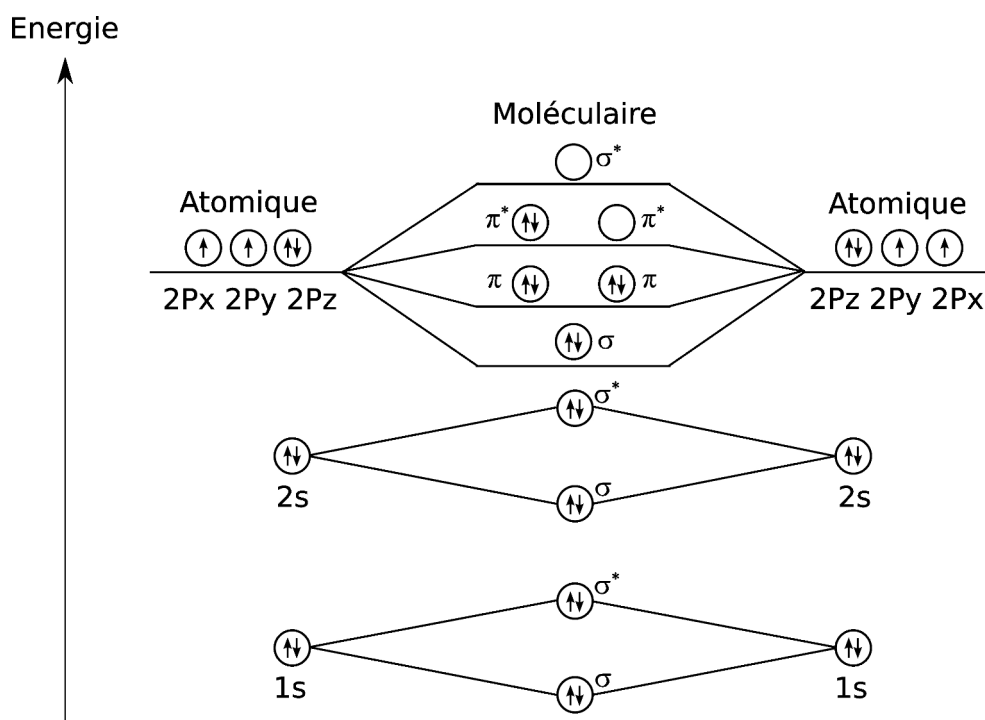 Energie
Moléculaire
σ*
Atomique
Atomique
π* π*
2Px 2Py 2Pz
π π
2Pz 2Py 2Px
σ
σ*
2s
σ
2s
σ*
1s
σ
1s